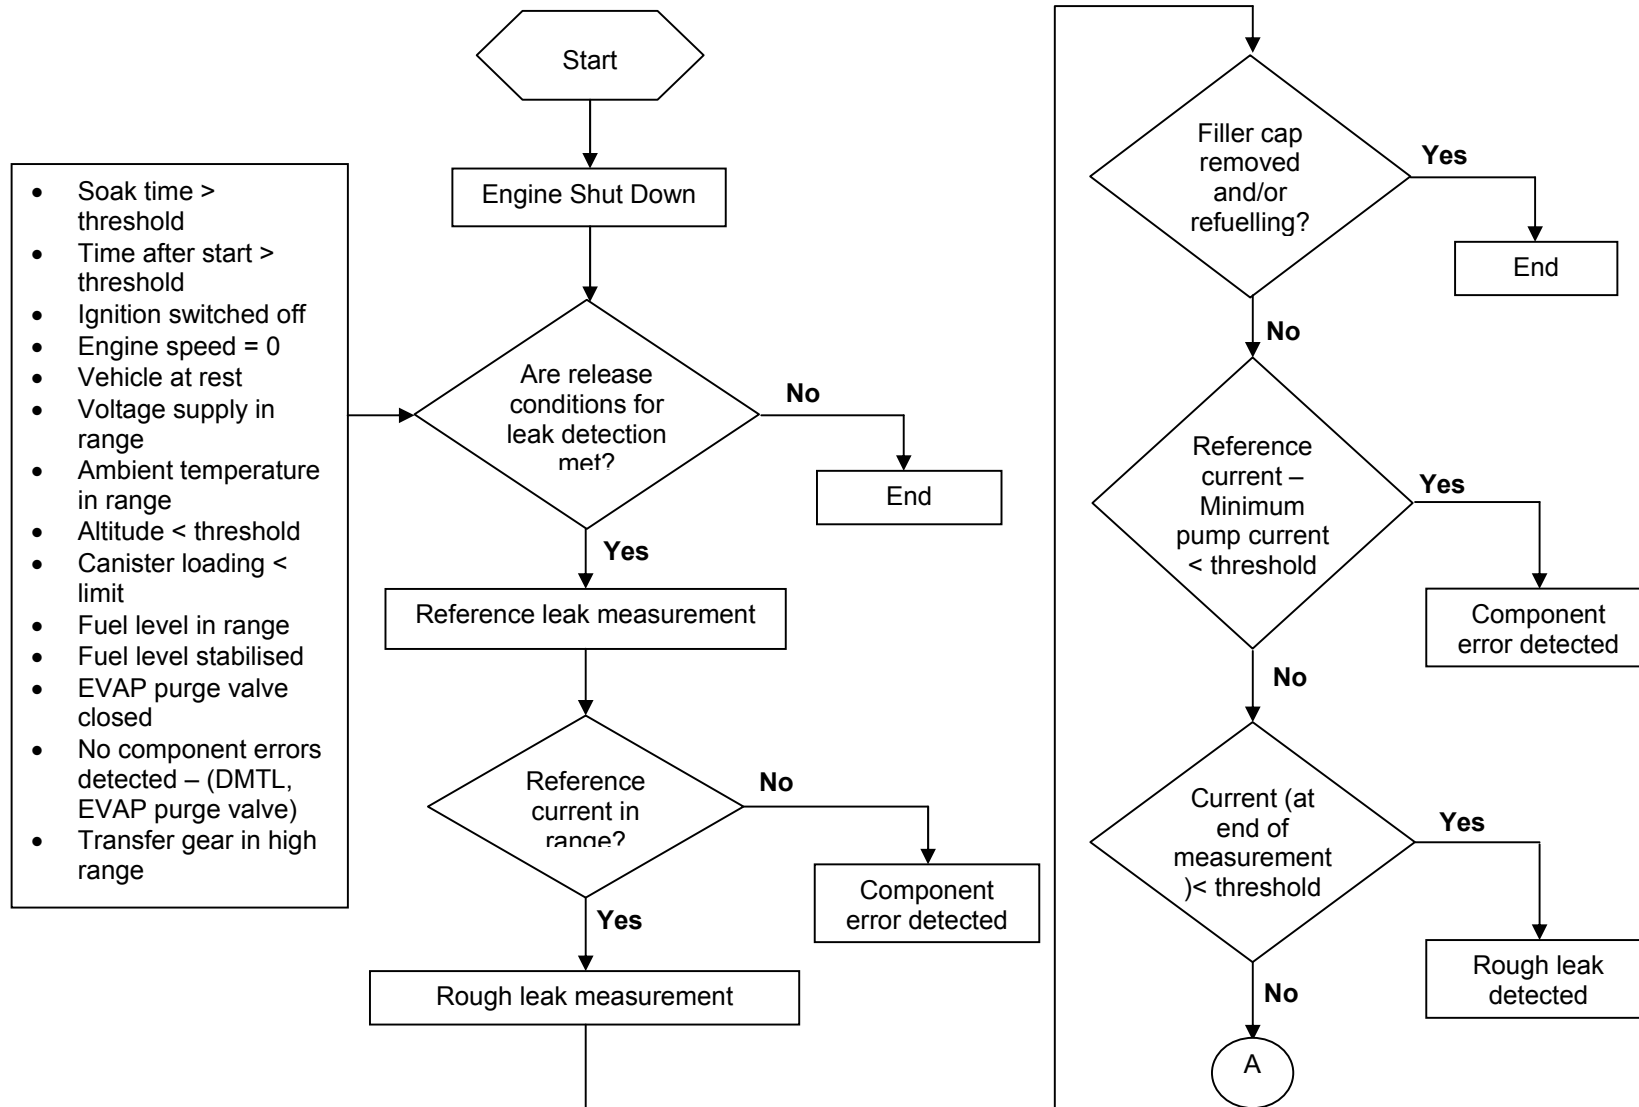 Start
Engine Shut Down
• Soak time >
threshold
• Time after start >
threshold
• Ignition switched off
• Engine speed = 0
• Vehicle at rest
• Voltage supply in
range
• Ambient temperature
in range
• Altitude < threshold
• Canister loading <
limit
• Fuel level in range
• Fuel level stabilised
• EVAP purge valve
closed
• No component errors
detected – (DMTL,
EVAP purge valve)
• Transfer gear in high
range
Are release
conditions for
leak detection
met?
No
End
Yes
Reference leak measurement
Reference
current in
range?
No
Component
error detected
Yes
Rough leak measurement
Filler cap
removed
and/or
refuelling?
Yes
End
No
Reference
current –
Minimum
pump current
< threshold
Yes
Component
error detected
No
Current (at
end of
measurement
)< threshold
Yes
Rough leak
detected
No
A